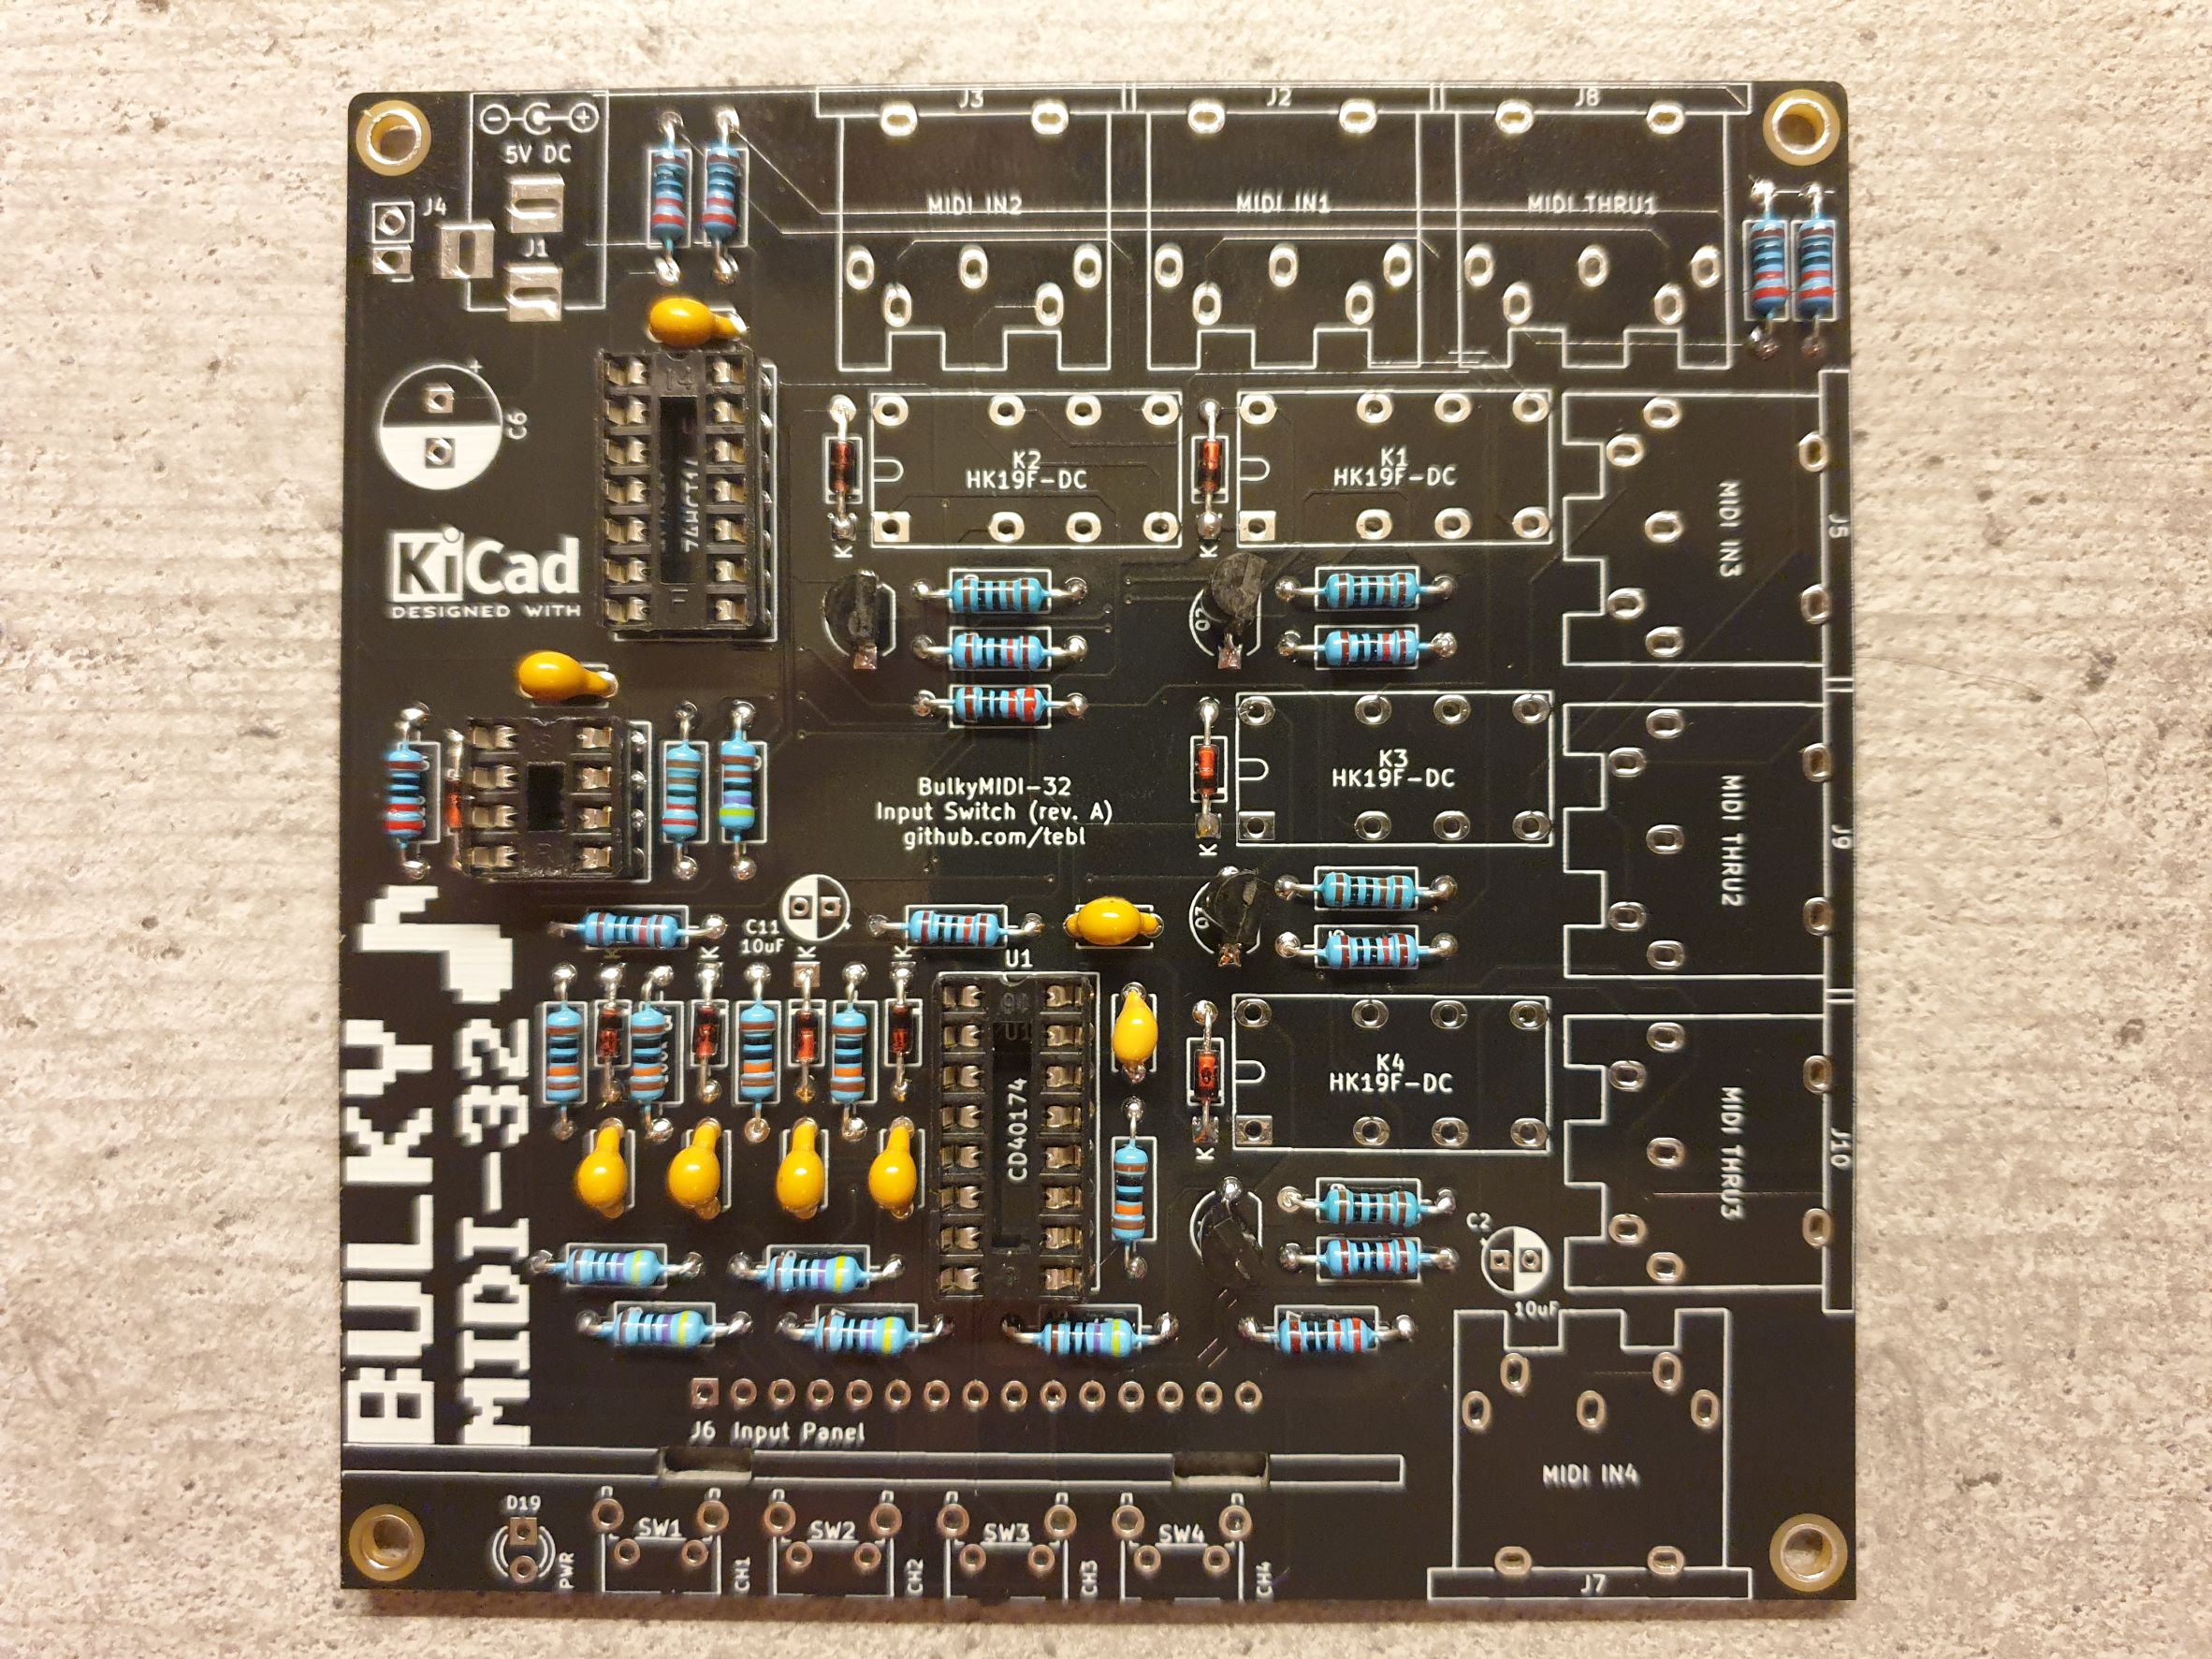 J3
J2
J8
5V DC
J4
J1
MIDI IN2
MIDI IN1
MIDI THRU1
C6
14
K2
HK19F-DC
K1
HK19F-DC
K
K
MIDI IN3
J5
KiCad
DESIGNED WITH
Q2
K3
HK19F-DC
K
MIDI THRU2
J9
BulkyMIDI-32
Input Switch (rev. A)
github.com/tebl
C11
10uF
K
K
K
U1
Q3
CD40174
K4
HK19F-DC
K
MIDI THRU3
J10
C2
10uF
BULKY
MIDI-32
J6 Input Panel
MIDI IN4
J7
D19
PWR
SW1
CH1
SW2
CH2
SW3
CH3
SW4
CH4